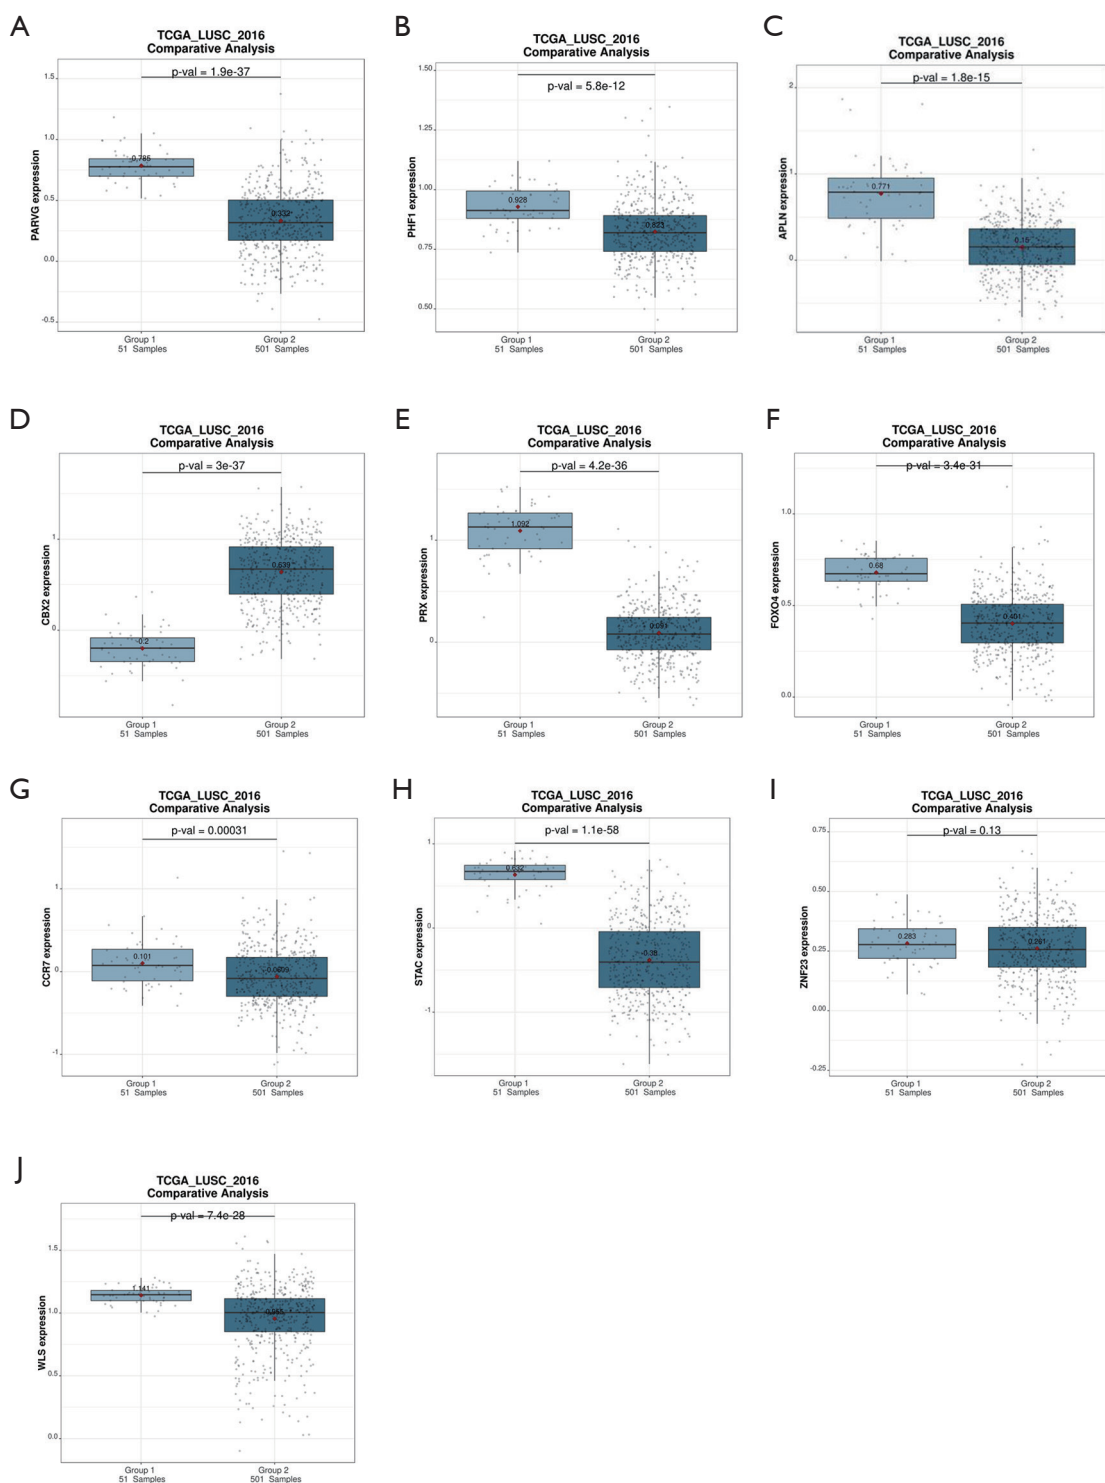 A
TCGA_LUSC_2016
Comparative Analysis
p-val = 1.9e-37
PARVG expression
1.5
1.0
0.5
0.0
-0.5
0.785
0.332
Group 1
51 Samples
Group 2
501 Samples
B
TCGA_LUSC_2016
Comparative Analysis
p-val = 5.8e-12
PHF1 expression
1.50
1.25
1.00
0.75
0.50
0.928
0.823
Group 1
51 Samples
Group 2
501 Samples
C
TCGA_LUSC_2016
Comparative Analysis
p-val = 1.8e-15
APLN expression
2
1
0
0.771
0.15
Group 1
51 Samples
Group 2
501 Samples
D
TCGA_LUSC_2016
Comparative Analysis
p-val = 3e-37
CBX2 expression
1
0
-0.2
0.639
Group 1
51 Samples
Group 2
501 Samples
E
TCGA_LUSC_2016
Comparative Analysis
p-val = 4.2e-36
PRX expression
1
0
1.092
0.091
Group 1
51 Samples
Group 2
501 Samples
F
TCGA_LUSC_2016
Comparative Analysis
p-val = 3.4e-31
FOXO4 expression
1.0
0.5
0.0
0.68
0.401
Group 1
51 Samples
Group 2
501 Samples
G
TCGA_LUSC_2016
Comparative Analysis
p-val = 0.00031
CCR7 expression
1
0
-1
0.101
Group 1
51 Samples
Group 2
501 Samples
H
TCGA_LUSC_2016
Comparative Analysis
p-val = 1.1e-58
STAC expression
1
0
-1
0.632
-0.38
Group 1
51 Samples
Group 2
501 Samples
I
TCGA_LUSC_2016
Comparative Analysis
p-val = 0.13
ZNF23 expression
0.75
0.50
0.25
0.00
-0.25
0.283
0.261
Group 1
51 Samples
Group 2
501 Samples
J
TCGA_LUSC_2016
Comparative Analysis
p-val = 7.4e-28
WLS expression
1.5
1.0
0.5
0.0
1.141
Group 1
51 Samples
Group 2
501 Samples